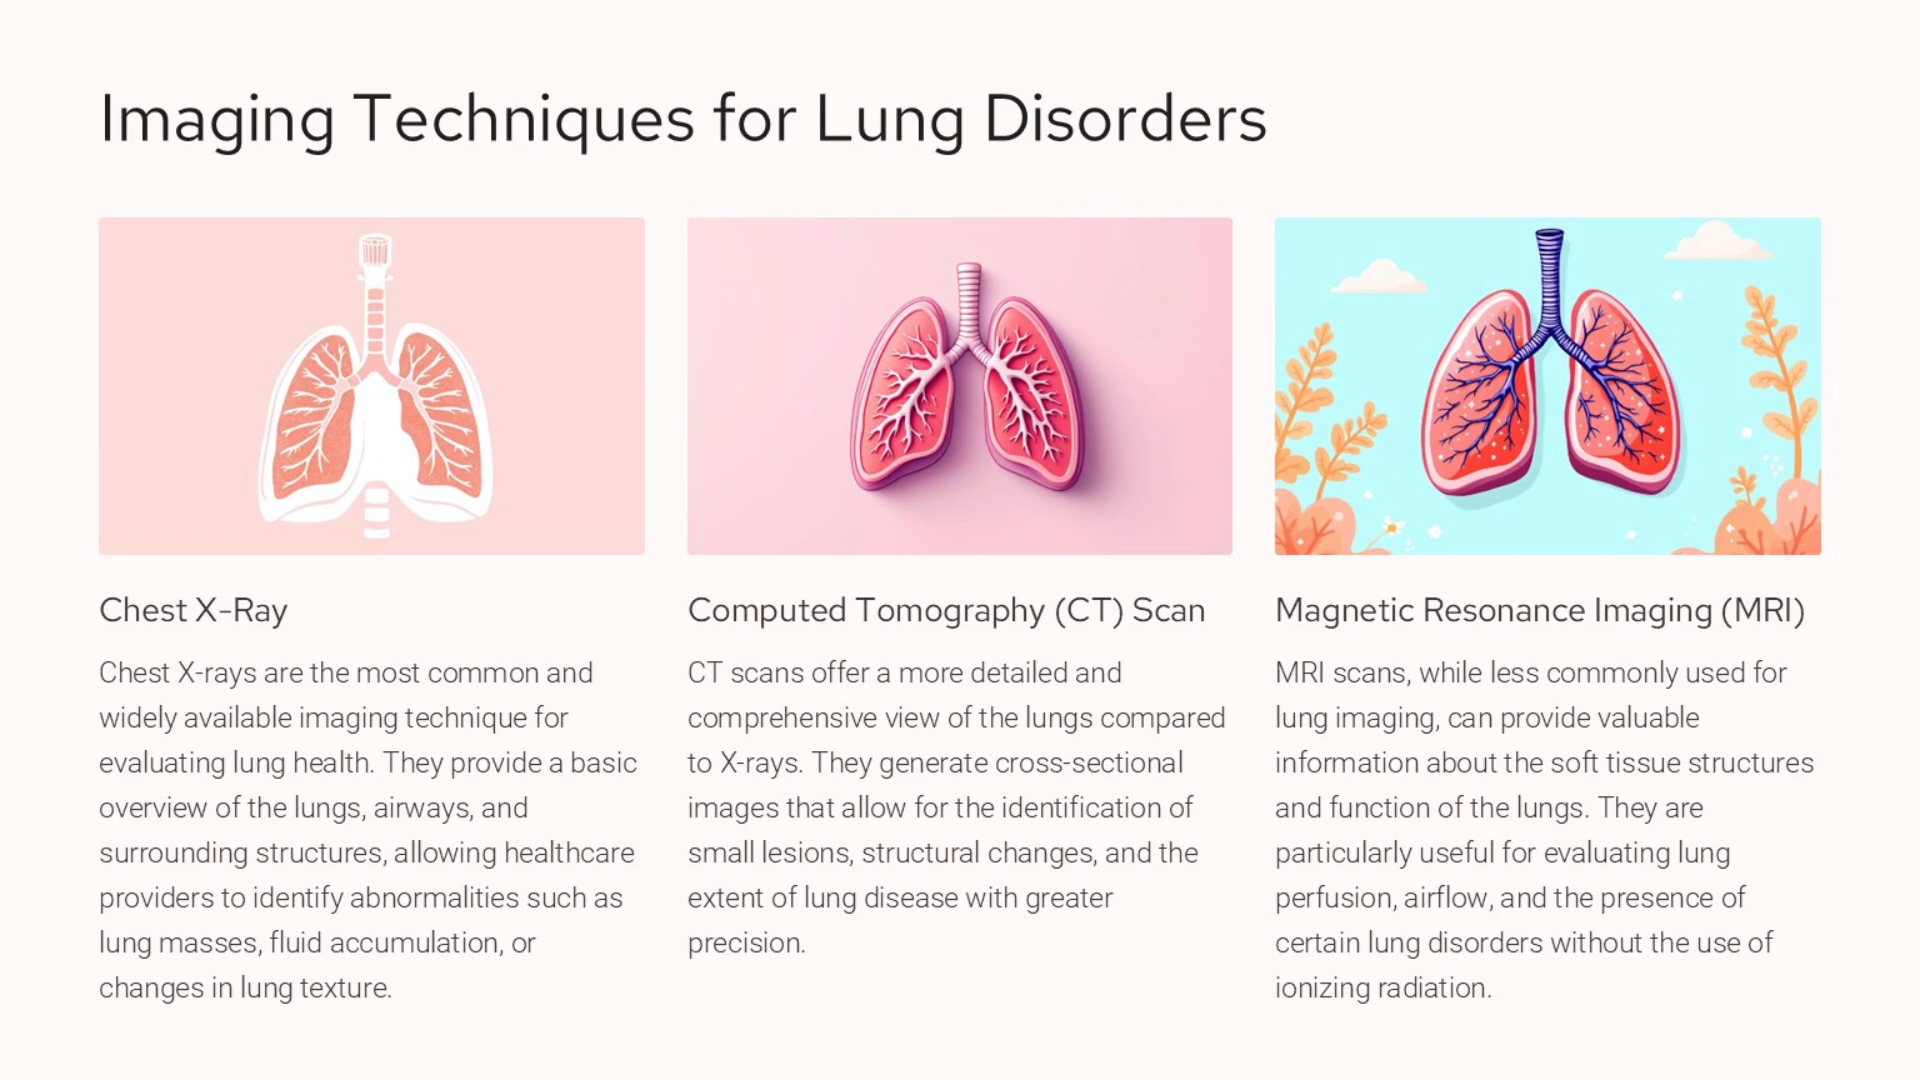 Imaging Techniques for Lung Disorders
Chest X-Ray
Chest X-rays are the most common and
widely available imaging technique for
evaluating lung health. They provide a basic
overview of the lungs, airways, and
surrounding structures, allowing healthcare
providers to identify abnormalities such as
lung masses, fluid accumulation, or
changes in lung texture.
Computed Tomography (CT) Scan
CT scans offer a more detailed and
comprehensive view of the lungs compared
to X-rays. They generate cross-sectional
images that allow for the identification of
small lesions, structural changes, and the
extent of lung disease with greater
precision.
Magnetic Resonance Imaging (MRI)
MRI scans, while less commonly used for
lung imaging, can provide valuable
information about the soft tissue structures
and function of the lungs. They are
particularly useful for evaluating lung
perfusion, airflow, and the presence of
certain lung disorders without the use of
ionizing radiation.